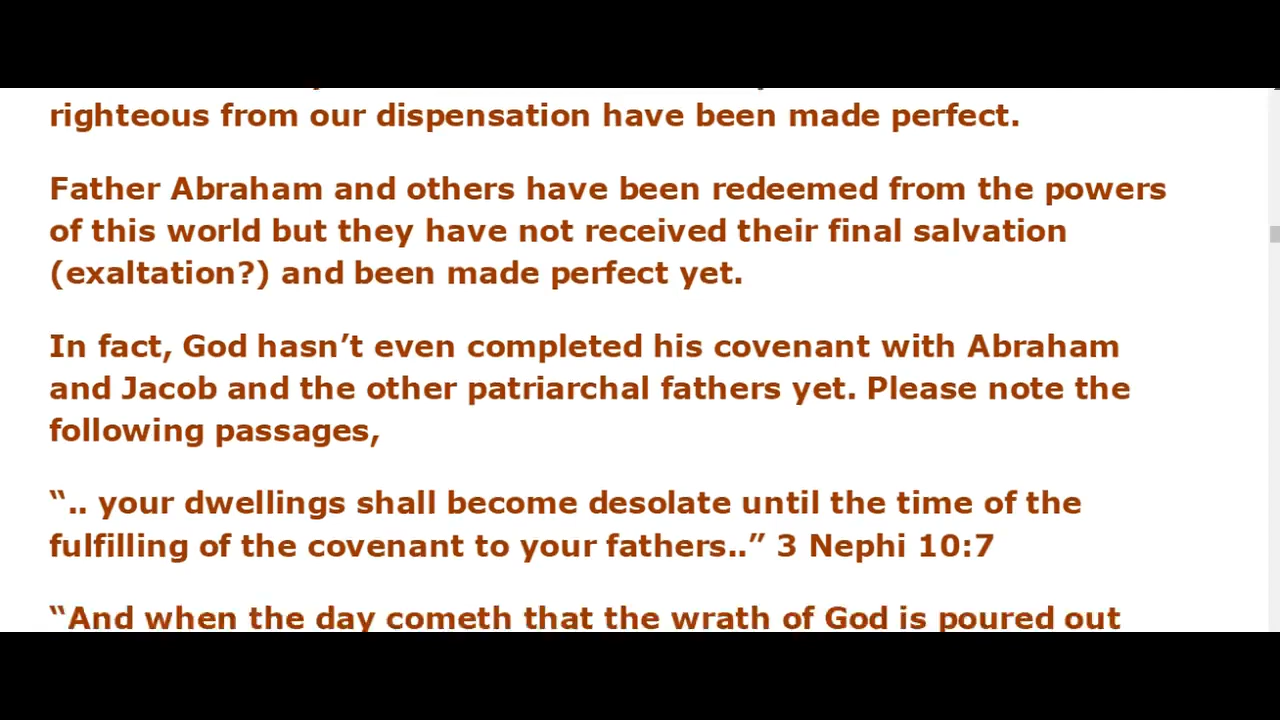 righteous from our dispensation have been made perfect.
Father Abraham and others have been redeemed from the powers
of this world but they have not received their final salvation
(exaltation?) and been made perfect yet.
In fact, God hasn’t even completed his covenant with Abraham
and Jacob and the other patriarchal fathers yet. Please note the
following passages,
“.. your dwellings shall become desolate until the time of the
fulfilling of the covenant to your fathers..” 3 Nephi 10:7
“And when the day cometh that the wrath of God is poured out